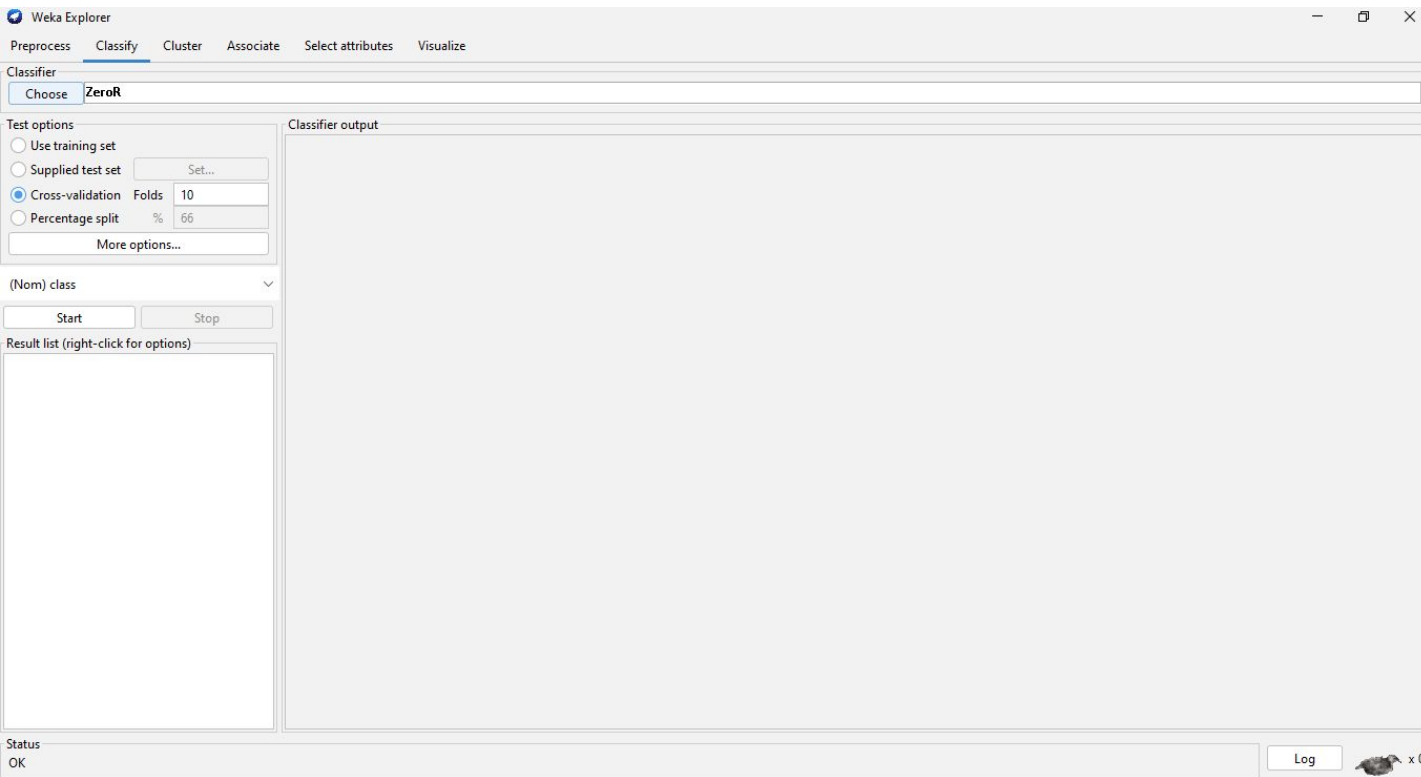 Weka Explorer
Preprocess Classify Cluster Associate Select attributes Visualize
Classifier
Choose ZeroR
Test options
Use training set
Supplied test set Set...
Cross-validation Folds 10
Percentage split % 66
More options...
(Nom) class
Start Stop
Result list (right-click for options)
Classifier output
Status
OK
Log x 0